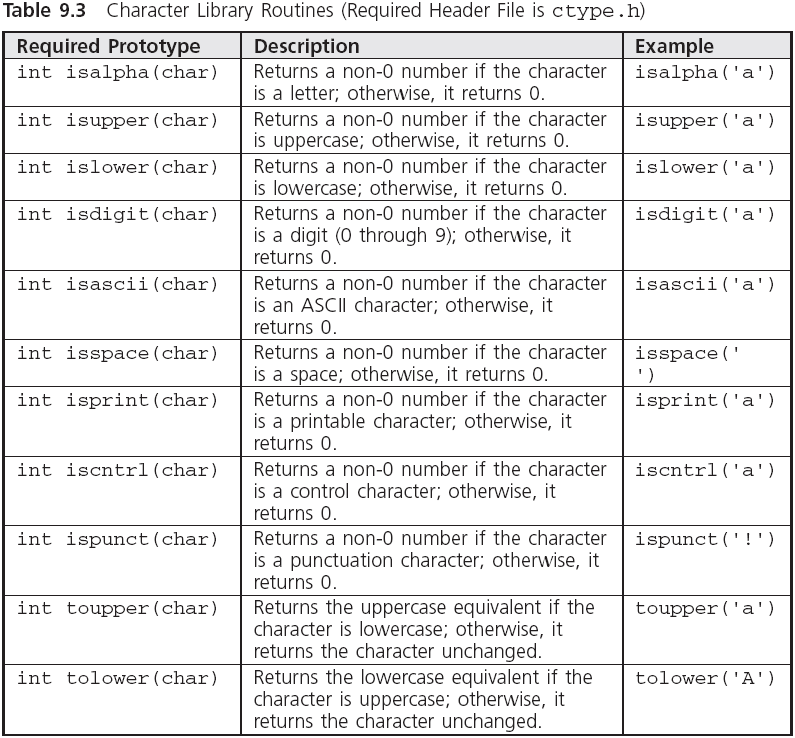 Table 9.3 Character Library Routines (Required Header File is ctype.h)
Required Prototype Description Example
int isalpha(char) Returns a non-0 number if the character isalpha('a')
is a letter; otherwise, it returns 0.
int isupper(char) Returns a non-0 number if the character isupper('a')
is uppercase; otherwise, it returns 0.
int islower(char) Returns a non-0 number if the character islower('a')
is lowercase; otherwise, it returns 0.
int isdigit(char) Returns a non-0 number if the character isdigit('a')
is a digit (0 through 9); otherwise, it
returns 0.
int isascii(char) Returns a non-0 number if the character isascii('a')
is an ASCII character; otherwise, it
returns 0.
int isspace(char) Returns a non-0 number if the character isspace('
is a space; otherwise, it returns 0. ')
int isprint(char) Returns a non-0 number if the character isprint('a')
is a printable character; otherwise, it
returns 0.
int iscntrl(char) Returns a non-0 number if the character iscntrl('a')
is a control character; otherwise, it
returns 0.
int ispunct(char) Returns a non-0 number if the character ispunct('!')
is a punctuation character; otherwise, it
returns 0.
int toupper(char) Returns the uppercase equivalent if the toupper('a')
character is lowercase; otherwise, it
returns the character unchanged.
int tolower(char) Returns the lowercase equivalent if the tolower('A')
character is uppercase; otherwise, it
returns the character unchanged.